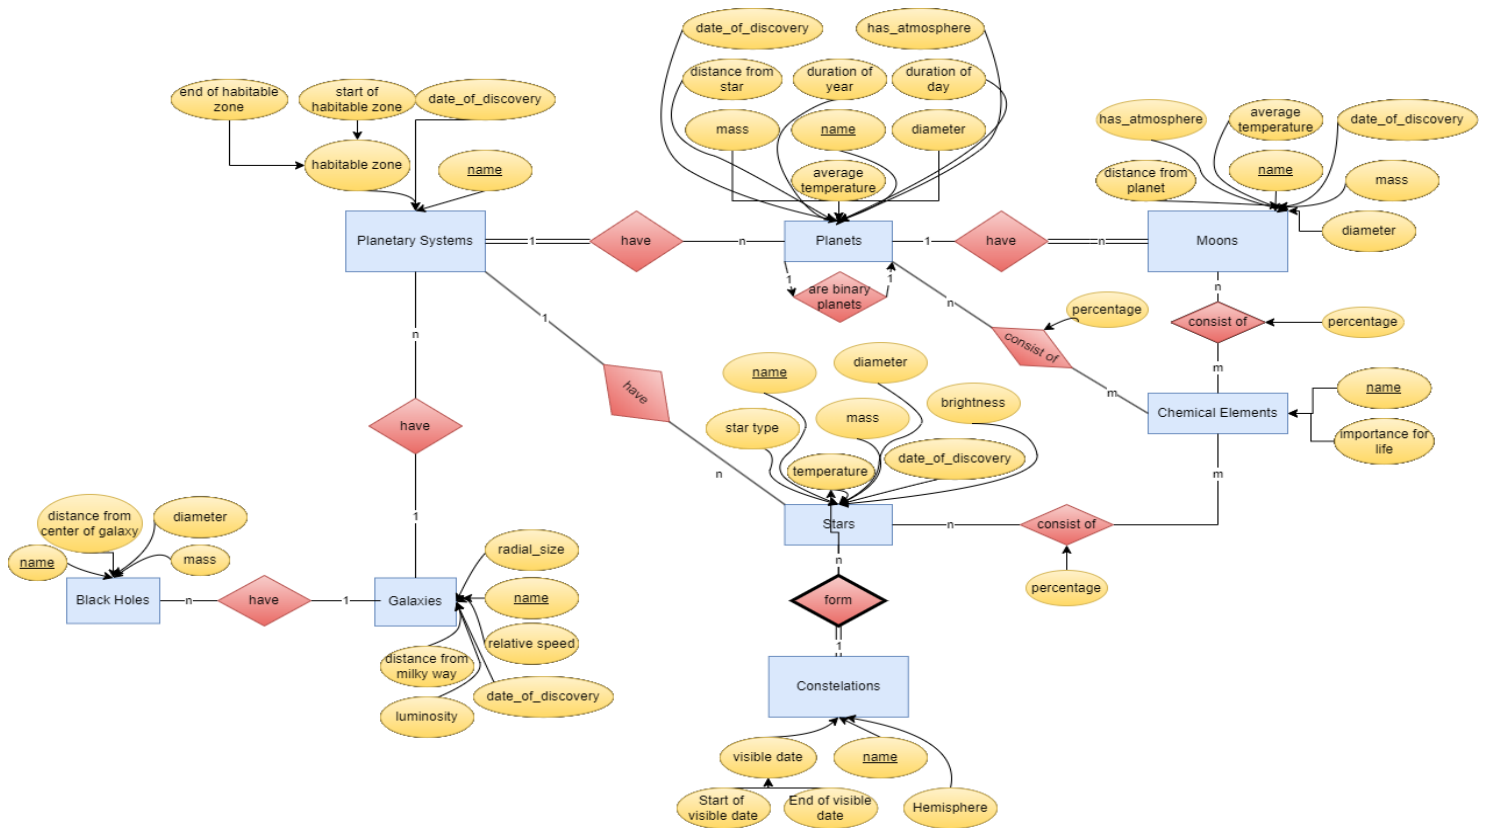 date_of_discovery
has_atmosphere
distance from
star
duration of
year
duration of
day
mass
name
diameter
average
temperature
end of habitable
zone
start of
habitable zone
date_of_discovery
habitable zone
name
has_atmosphere
average
temperature
date_of_discovery
distance from
planet
name
mass
diameter
Planetary Systems
1
have
n
Planets
1
have
n
Moons
1
are binary
planets
1
n
consist of
percentage
m
n
consist of
percentage
m
n
have
1
1
have
n
name
diameter
star type
mass
brightness
temperature
date_of_discovery
Chemical Elements
name
importance for
life
m
Stars
n
consist of
percentage
distance from
center of galaxy
diameter
name
mass
Black Holes
n
have
1
Galaxies
radial_size
name
relative speed
distance from
milky way
date_of_discovery
luminosity
n
form
1
Constelations
visible date
name
Start of
visible date
End of visible
date
Hemisphere